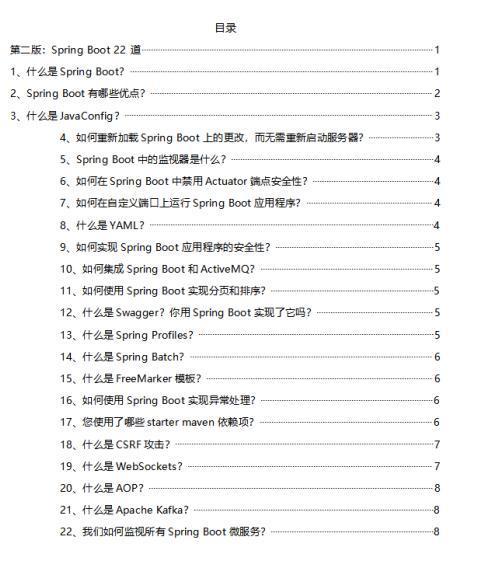 目录
第二版：Spring Boot 22 道 1
1、什么是 Spring Boot？ 1
2、Spring Boot 有哪些优点？ 2
3、什么是 JavaConfig？ 3
4、如何重新加载 Spring Boot 上的更改，而无需重新启动服务器？ 3
5、Spring Boot 中的监视器是什么？ 4
6、如何在 Spring Boot 中禁用 Actuator 端点安全性？ 4
7、如何在自定义端口上运行 Spring Boot 应用程序？ 4
8、什么是 YAML？ 4
9、如何实现 Spring Boot 应用程序的安全性？ 5
10、如何集成 Spring Boot 和 ActiveMQ？ 5
11、如何使用 Spring Boot 实现分页和排序？ 5
12、什么是 Swagger？你用 Spring Boot 实现了它吗？ 5
13、什么是 Spring Profiles？ 5
14、什么是 Spring Batch？ 6
15、什么是 FreeMarker 模板？ 6
16、如何使用 Spring Boot 实现异常处理？ 6
17、您使用了哪些 starter maven 依赖项？ 6
18、什么是 CSRF 攻击？ 7
19、什么是 WebSockets？ 7
20、什么是 AOP？ 8
21、什么是 Apache Kafka？ 8
22、我们如何监视所有 Spring Boot 微服务？ 8